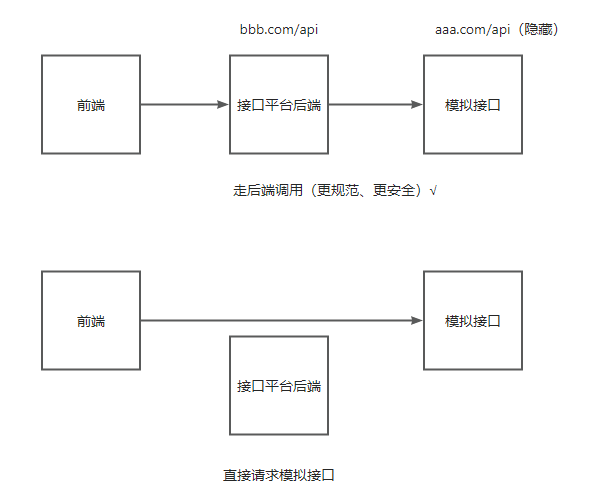 bbb.com/api
aaa.com/api（隐藏）
前端
接口平台后端
模拟接口
走后端调用（更规范、更安全）√
前端
模拟接口
接口平台后端
直接请求模拟接口